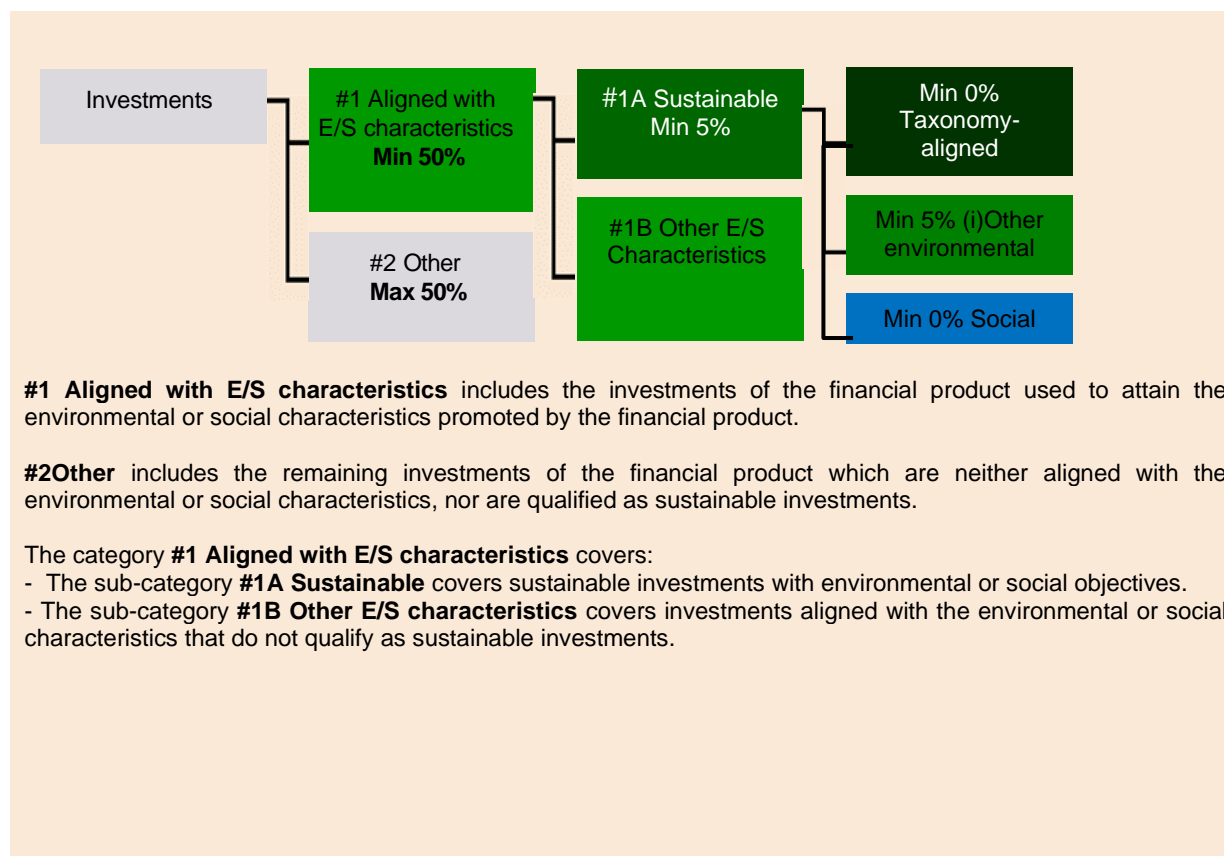 Investments
#1 Aligned with
E/S characteristics
Min 50%
#2 Other
Max 50%
#1A Sustainable
Min 5%
#1B Other E/S
Characteristics
Min 0%
Taxonomy-
aligned
Min 5% (i)Other
environmental
Min 0% Social
#1 Aligned with E/S characteristics includes the investments of the financial product used to attain the
environmental or social characteristics promoted by the financial product.
#2Other includes the remaining investments of the financial product which are neither aligned with the
environmental or social characteristics, nor are qualified as sustainable investments.
The category #1 Aligned with E/S characteristics covers:
- The sub-category #1A Sustainable covers sustainable investments with environmental or social objectives.
- The sub-category #1B Other E/S characteristics covers investments aligned with the environmental or social
characteristics that do not qualify as sustainable investments.